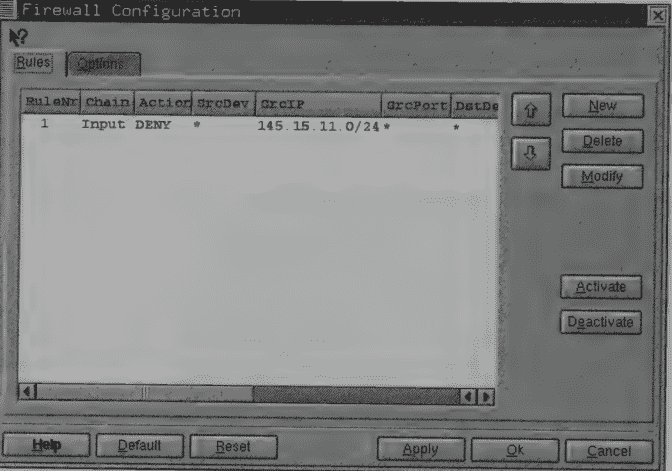 Firewall Configuration
Rules Options
RuleNr Chain Action SrcDev SrcIP SrcPort DstDe
1 Input DENY * 145.15.11.0/24 * *
New
Delete
Modify
Activate
Deactivate
Help Default Reset Apply Ok Cancel